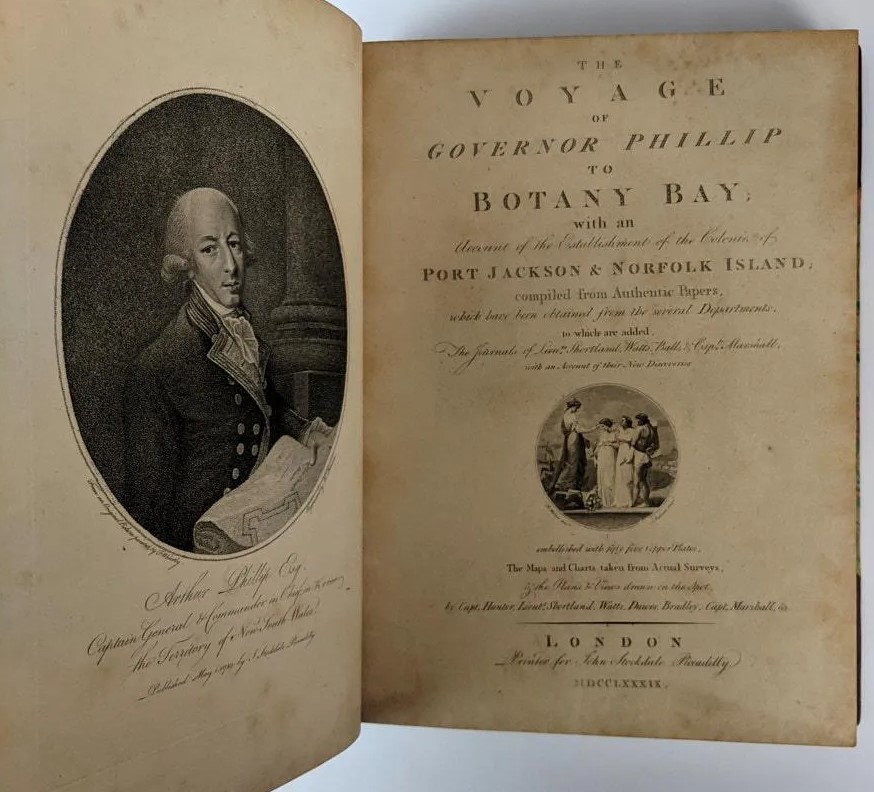 Arthur Phillip Esq.
Captain General & Commander in Chief in & over
the Territory of New South Wales
Published May 1789 by J. Stockdale Piccadilly
THE
VOYAGE
OF
GOVERNOR PHILLIP
TO
BOTANY BAY;
with an
Account of the Establishment of the Colonies of
PORT JACKSON & NORFOLK ISLAND;
compiled from Authentic Papers,
which have been obtained from the several Departments,
to which are added,
The Journals of Lieuts. Shortland, Watts, Ball, & Capt. Marshall,
with an Account of their New Discoveries
embellished with fifty five Copper Plates,
The Maps and Charts taken from Actual Surveys,
& the Plans & Views drawn on the Spot,
by Capt. Hunter, Lieuts. Shortland, Watts, Dawes, Bradley, Capt. Marshall, &c.
LONDON
Printed for John Stockdale, Piccadilly
MDCCLXXXIX.